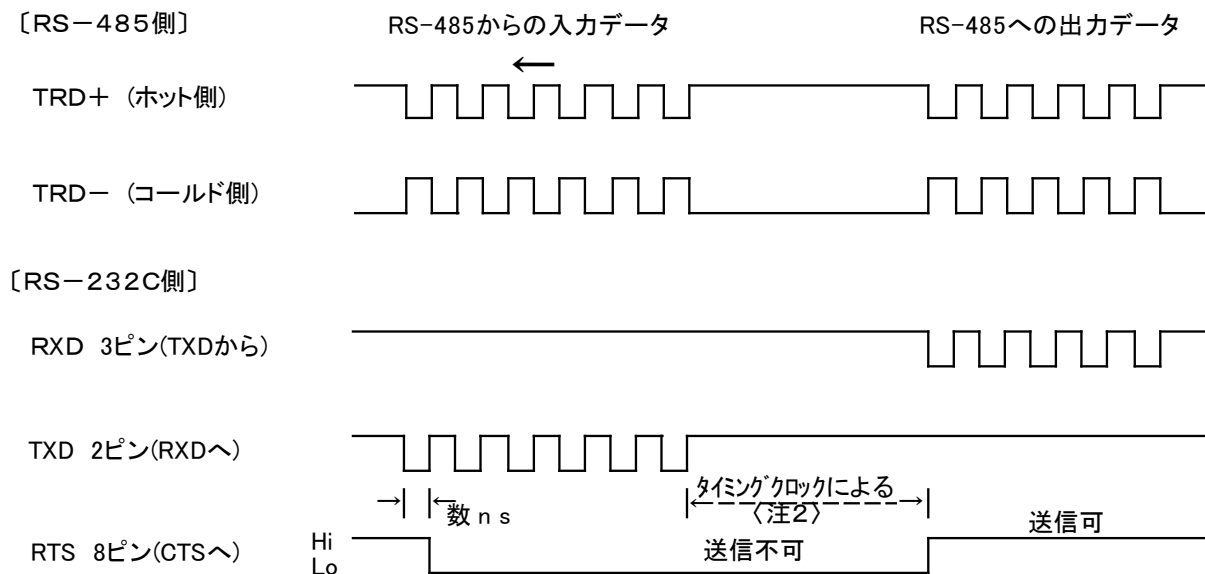 〔RS－485側〕
RS-485からの入力データ
RS-485への出力データ
←
TRD＋ (ホット側)
TRD－ (コールド側)
〔RS－232C側〕
RXD 3ピン(TXDから)
TXD 2ピン(RXDへ)
→ ←
数ｎｓ
タイミングクロックによる
〈注2〉
送信可
RTS 8ピン(CTSへ)
Hi
Lo
送信不可